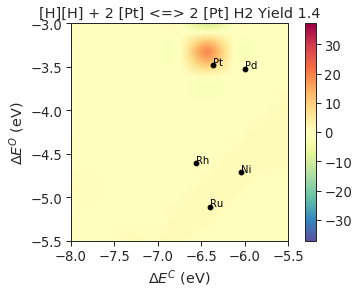 [H][H] + 2 [Pt] <=> 2 [Pt] H2 Yield 1.4
−3.0
−3.5
−4.0
−4.5
−5.0
−5.5
ΔE^O (eV)
Pt
Pd
Rh
Ni
Ru
−8.0 −7.5 −7.0 −6.5 −6.0 −5.5
ΔE^C (eV)
30
20
10
0
−10
−20
−30